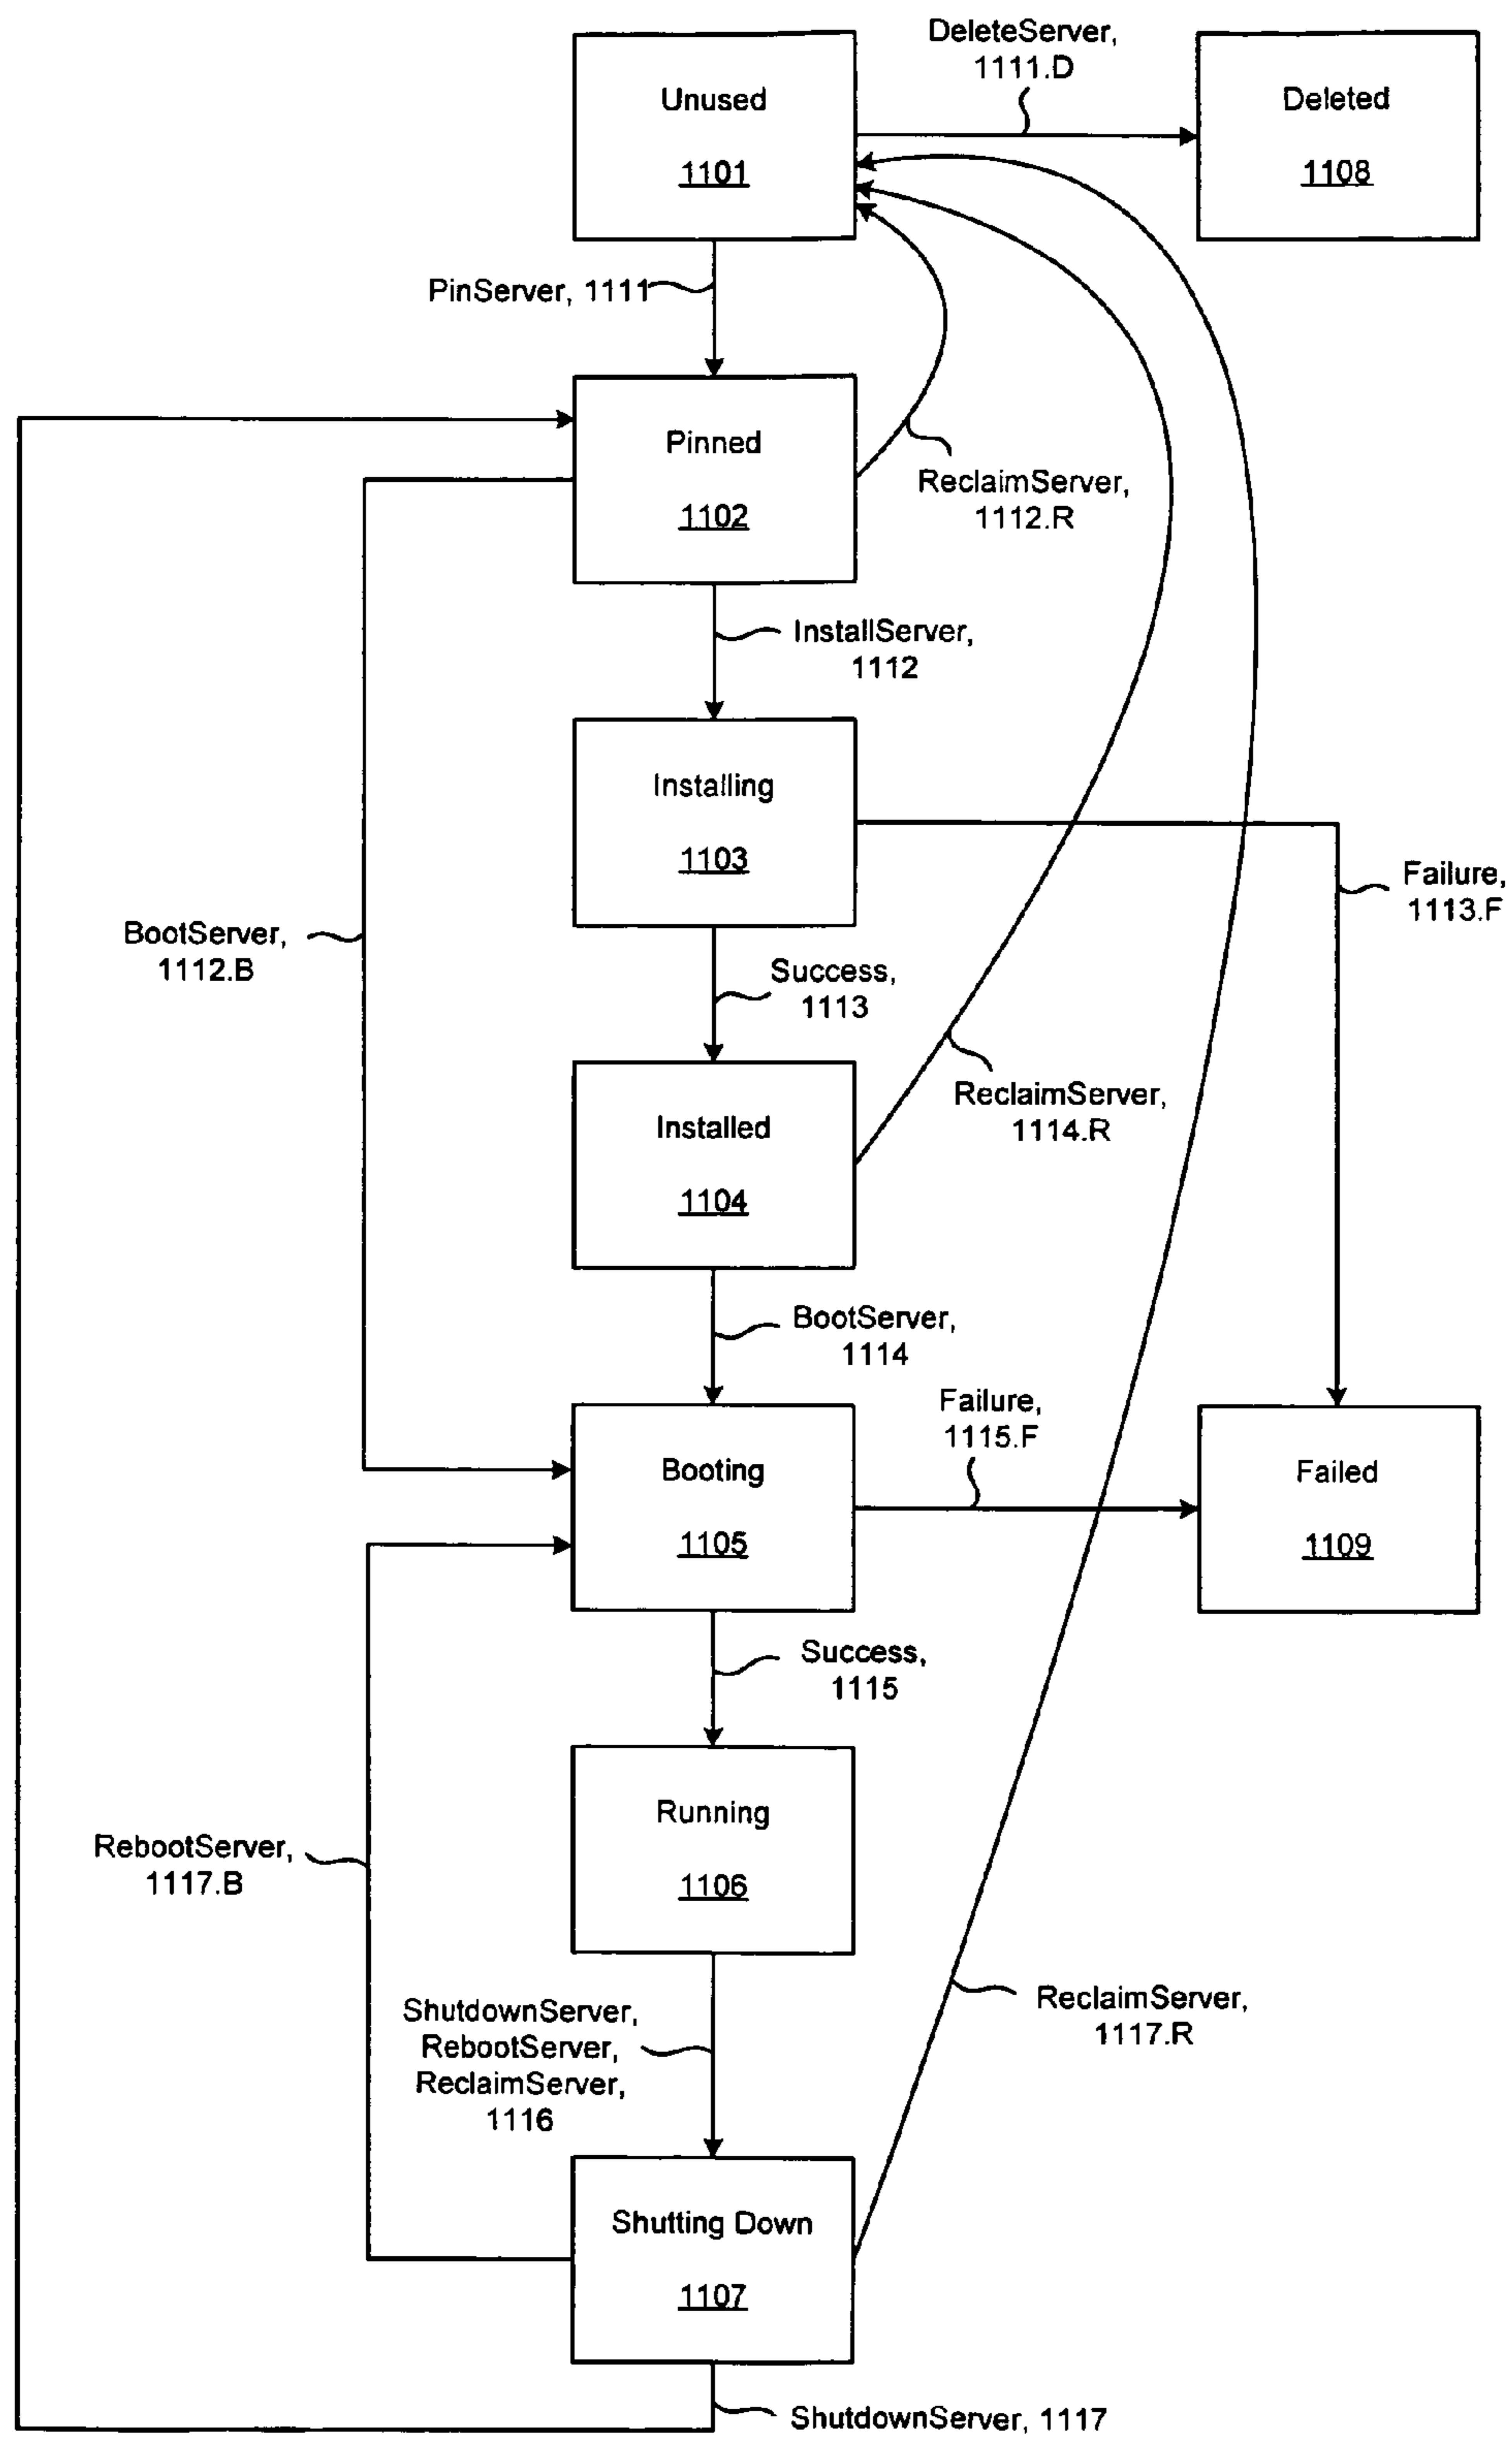 DeleteServer,
1111.D
Unused
1101
Deleted
1108
PinServer, 1111
Pinned
1102
ReclaimServer,
1112.R
InstallServer,
1112
Installing
1103
Failure,
1113.F
BootServer,
1112.B
Success,
1113
Installed
1104
ReclaimServer,
1114.R
BootServer,
1114
Failure,
1115.F
Booting
1105
Failed
1109
Success,
1115
Running
1106
RebootServer,
1117.B
ShutdownServer,
RebootServer,
ReclaimServer,
1116
ReclaimServer,
1117.R
Shutting Down
1107
ShutdownServer, 1117